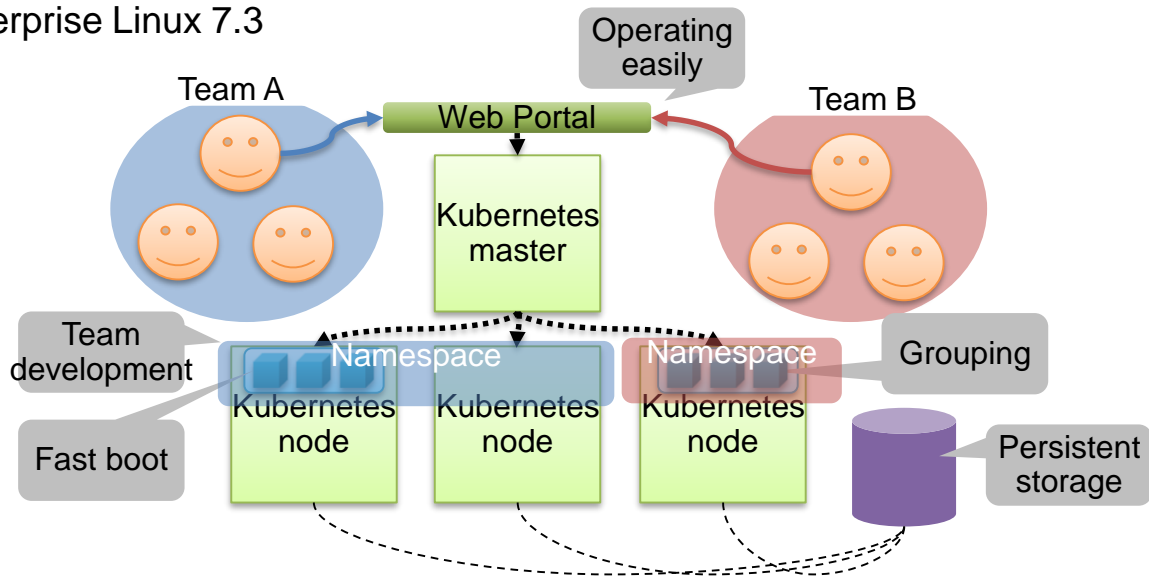 erprise Linux 7.3
Operating
easily
Team A
Team B
Web Portal
Kubernetes
master
Team
development
Namespace
Namespace
Grouping
Kubernetes
node
Kubernetes
node
Kubernetes
node
Fast boot
Persistent
storage